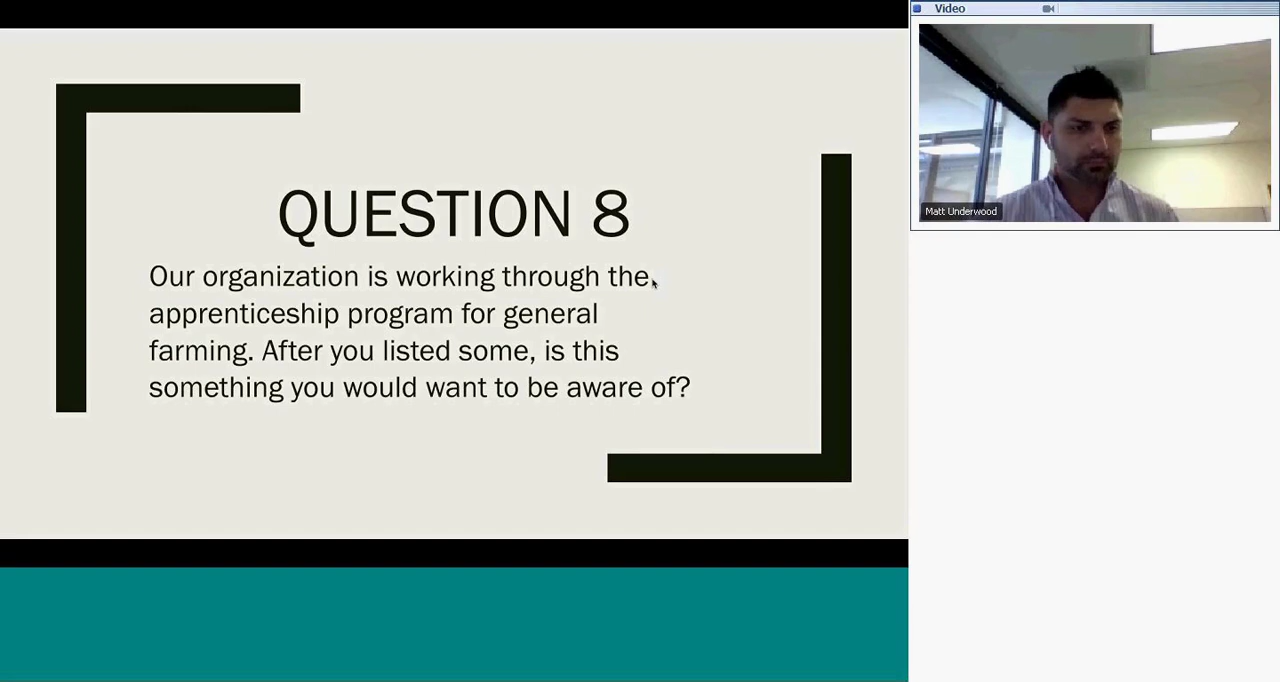 QUESTION 8
Our organization is working through the
apprenticeship program for general
farming. After you listed some, is this
something you would want to be aware of?
Video
Matt Underwood